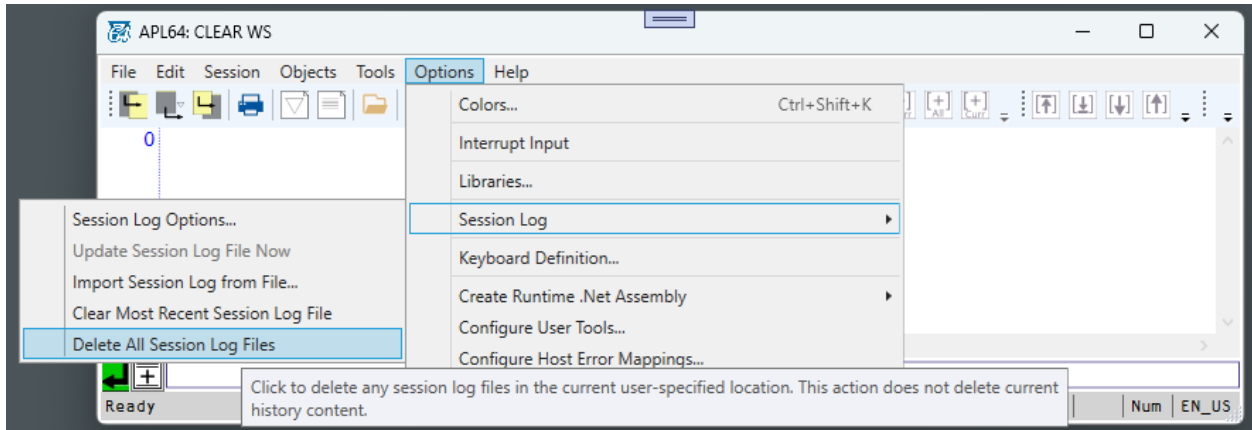 APL64: CLEAR WS
File Edit Session Objects Tools Options Help
Colors... Ctrl+Shift+K
All
Curr
0
Interrupt Input
Libraries...
Session Log
Keyboard Definition...
Create Runtime .Net Assembly
Configure User Tools...
Configure Host Error Mappings...
Session Log Options...
Update Session Log File Now
Import Session Log from File...
Clear Most Recent Session Log File
Delete All Session Log Files
Click to delete any session log files in the current user-specified location. This action does not delete current
history content.
Ready
Num EN_US